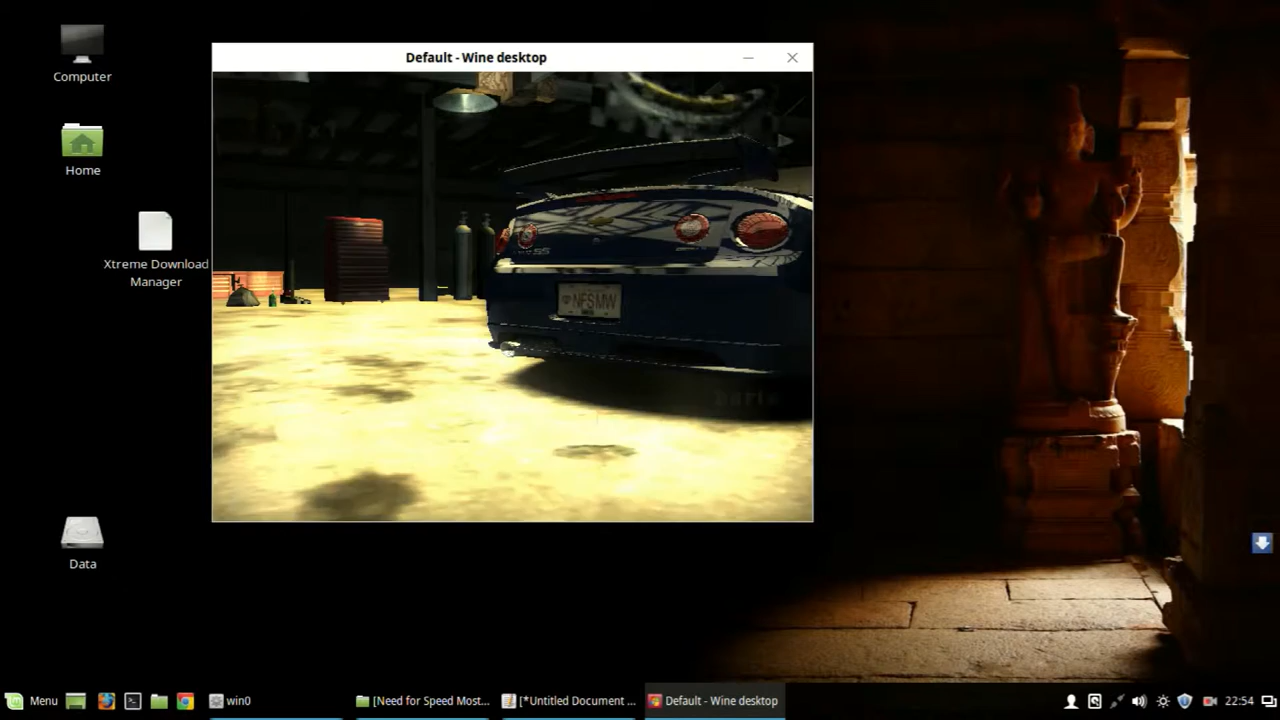 Computer
Home
Xtreme Download
Manager
Data
Default - Wine desktop
SS
NFSMW
Menu
win0
[Need for Speed Most...
[*Untitled Document ...
Default - Wine desktop
22:54